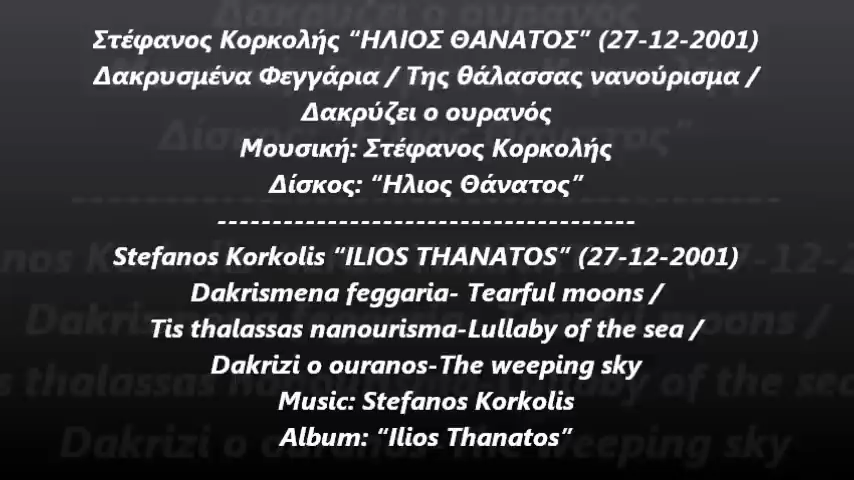 Στέφανος Κορκολής “ΗΛΙΟΣ ΘΑΝΑΤΟΣ” (27-12-2001)
Δακρυσμένα Φεγγάρια / Της θάλασσας νανούρισμα /
Δακρύζει ο ουρανός
Μουσική: Στέφανος Κορκολής
Δίσκος: “Ηλιος Θάνατος”
--------------------------------------
Stefanos Korkolis “ILIOS THANATOS” (27-12-2001)
Dakrismena feggaria- Tearful moons /
Tis thalassas nanourisma-Lullaby of the sea /
Dakrizi o ouranos-The weeping sky
Music: Stefanos Korkolis
Album: “Ilios Thanatos”